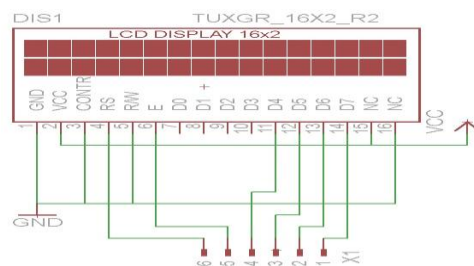 DIS1 TUXGR_16X2_R2
LCD DISPLAY 16x2
GND VCC CONTR RS R/W E D0 D1 D2 D3 D4 D5 D6 D7 NC NC
1 2 3 4 5 6 7 8 9 10 11 12 13 14 15 16
VCC
GND
6 5 4 3 2 1 X1